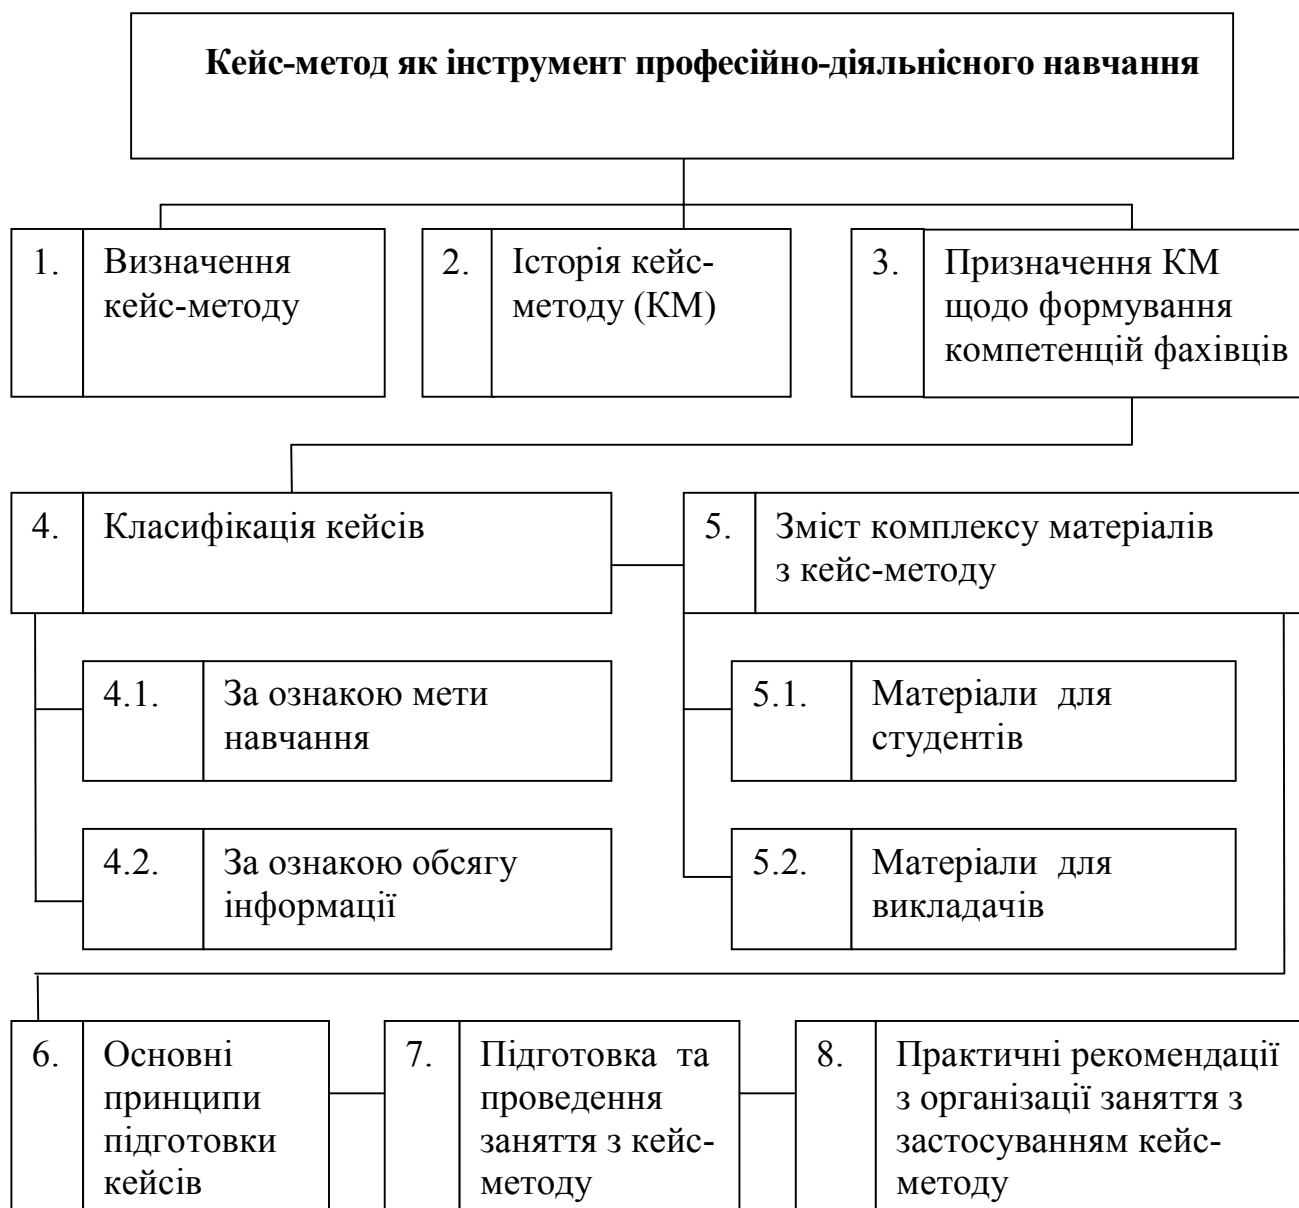 Кейс-метод як інструмент професійно-діяльнісного навчання
1.
Визначення
кейс-методу
2.
Історія кейс-
методу (КМ)
3.
Призначення КМ
щодо формування
компетенцій фахівців
4.
Класифікація кейсів
5.
Зміст комплексу матеріалів
з кейс-методу
4.1.
За ознакою мети
навчання
5.1.
Матеріали для
студентів
4.2.
За ознакою обсягу
інформації
5.2.
Матеріали для
викладачів
6.
Основні
принципи
підготовки
кейсів
7.
Підготовка та
проведення
заняття з кейс-
методу
8.
Практичні рекомендації
з організації заняття з
застосуванням кейс-
методу